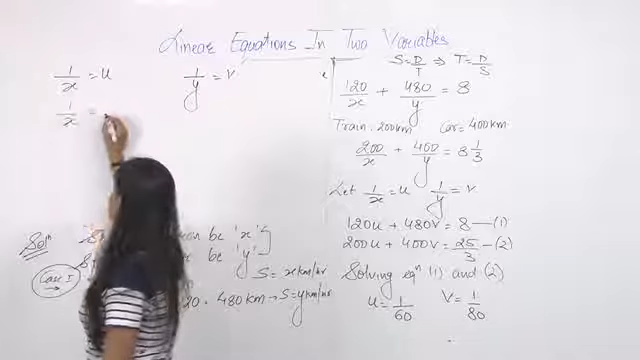 Linear Equations In Two Variables
1/x = u
1/y = v
1/x =
Soln
be 'x'
Case I
be 'y'
S = x km/hr
480 km → S = y km/hr
S = D/T ⇒ T = D/S
120/x + 480/y = 8
Train - 200km Car = 400km
200/x + 400/y = 8 1/3
Let 1/x = u 1/y = v
120u + 480v = 8 — (1)
200u + 400v = 25/3 — (2)
Solving eqn (1) and (2)
u = 1/60 v = 1/80